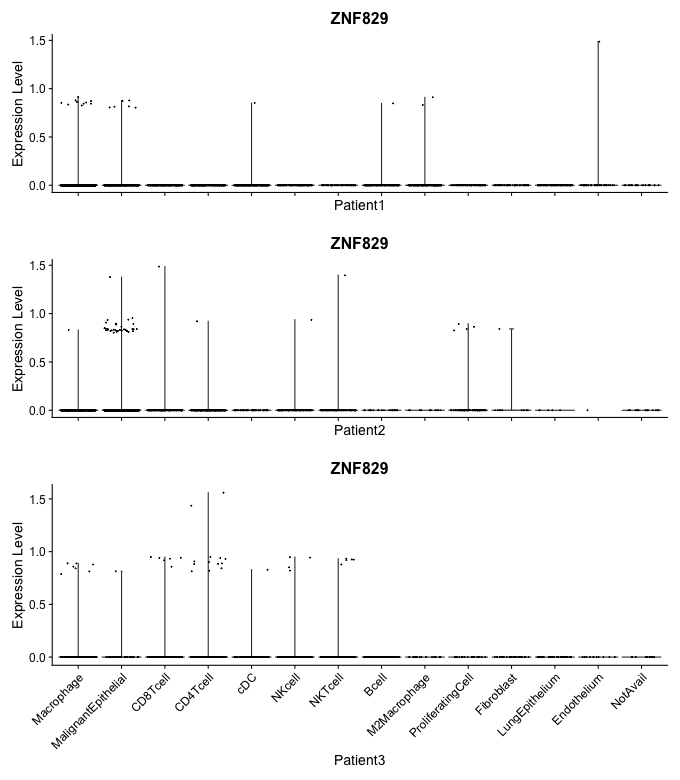 ZNF829
Expression Level
1.5
1.0
0.5
0.0
Patient1
ZNF829
Expression Level
1.5
1.0
0.5
0.0
Patient2
ZNF829
Expression Level
1.5
1.0
0.5
0.0
Macrophage
MalignantEpithelial
CD8Tcell
CD4Tcell
cDC
NKcell
NKTcell
Bcell
M2Macrophage
ProliferatingCell
Fibroblast
LungEpithelium
Endothelium
NotAvail
Patient3